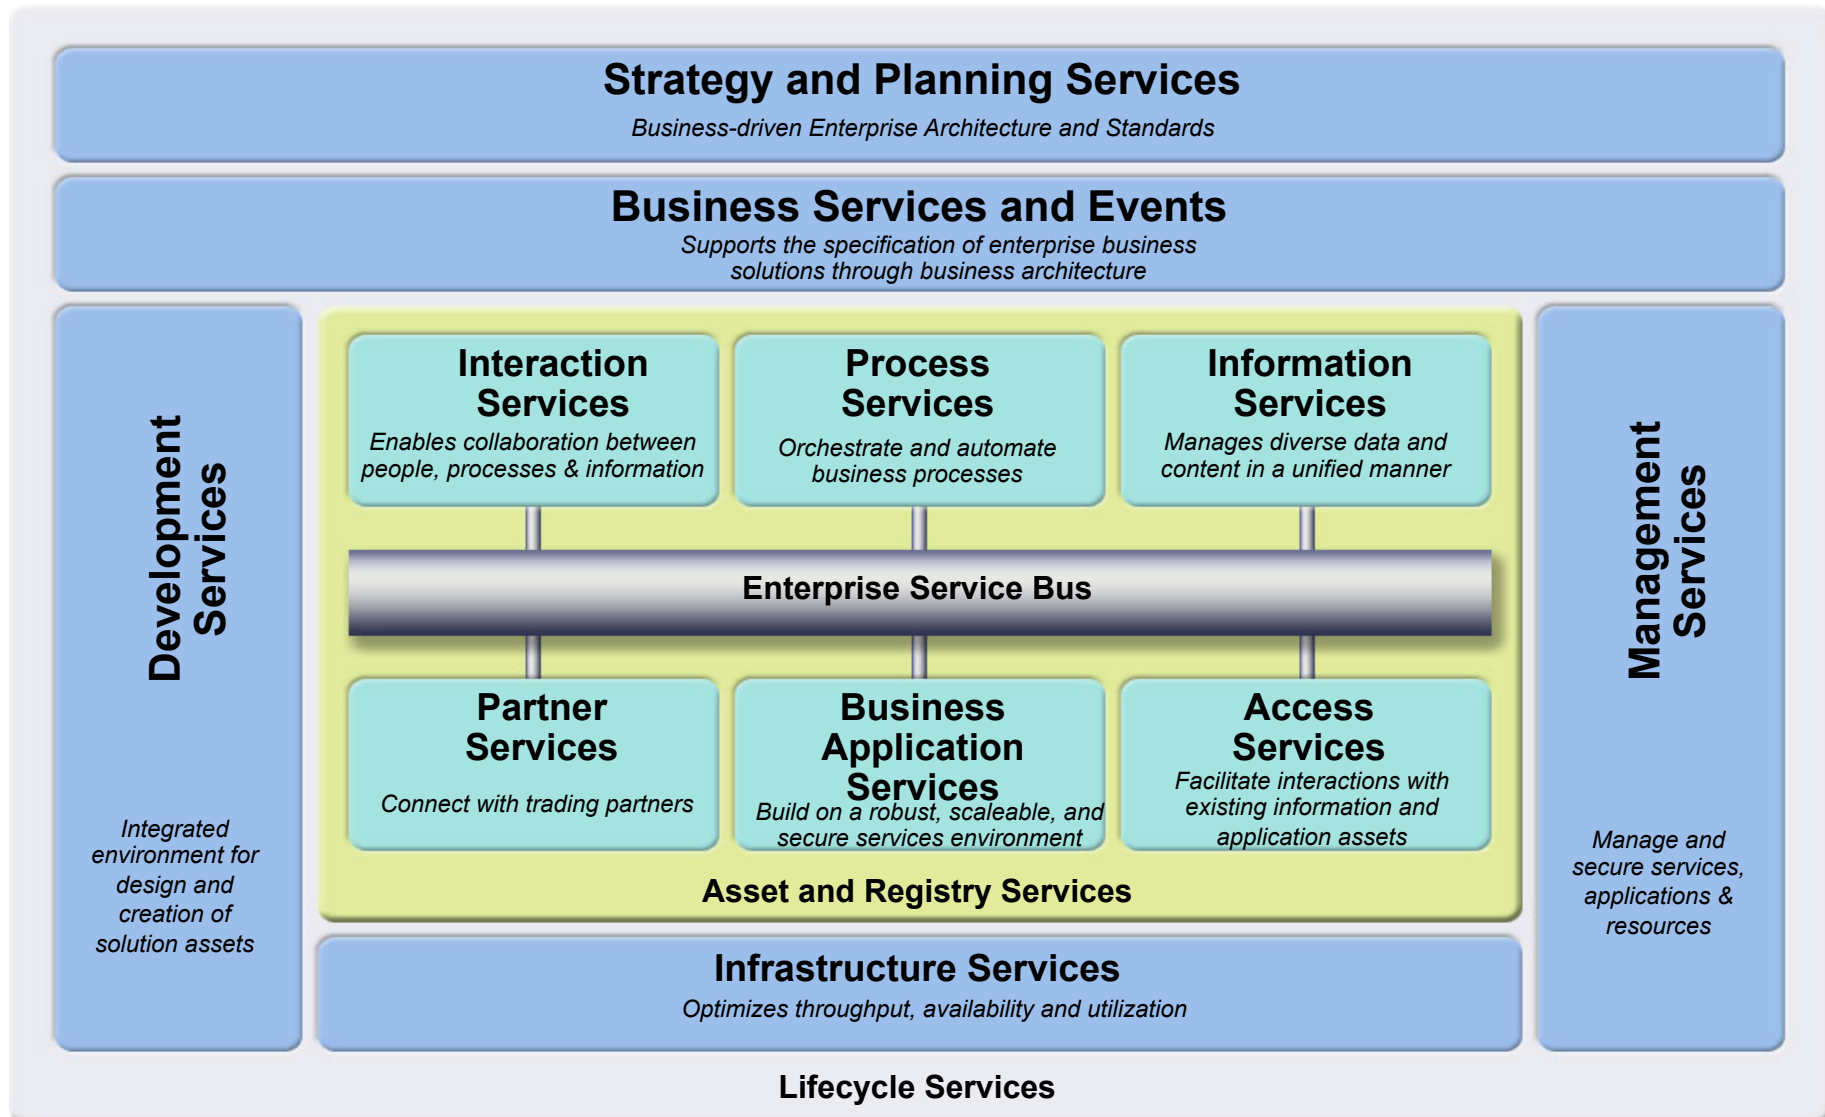 Strategy and Planning Services
Business-driven Enterprise Architecture and Standards
Business Services and Events
Supports the specification of enterprise business
solutions through business architecture
Development
Services
Integrated
environment for
design and
creation of
solution assets
Interaction
Services
Enables collaboration between
people, processes & information
Process
Services
Orchestrate and automate
business processes
Information
Services
Manages diverse data and
content in a unified manner
Enterprise Service Bus
Partner
Services
Connect with trading partners
Business
Application
Services
Build on a robust, scaleable, and
secure services environment
Access
Services
Facilitate interactions with
existing information and
application assets
Asset and Registry Services
Management
Services
Manage and
secure services,
applications &
resources
Infrastructure Services
Optimizes throughput, availability and utilization
Lifecycle Services